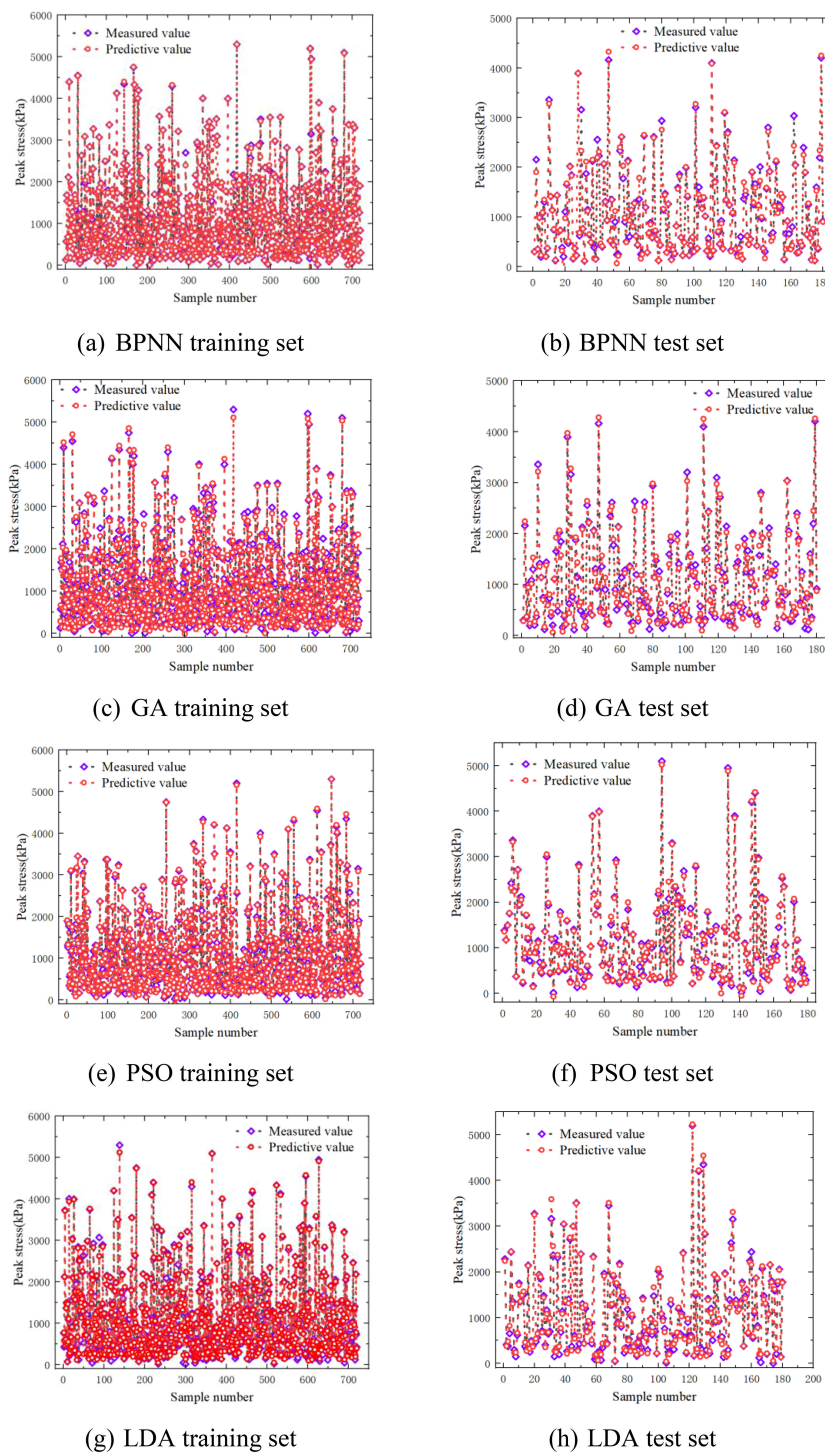 Measured value
Predictive value
Peak stress(kPa)
6000
5000
4000
3000
2000
1000
0
0 100 200 300 400 500 600 700
Sample number
(a) BPNN training set
Measured value
Predictive value
Peak stress(kPa)
5000
4000
3000
2000
1000
0
0 20 40 60 80 100 120 140 160 180
Sample number
(b) BPNN test set
Measured value
Predictive value
Peak stress(kPa)
6000
5000
4000
3000
2000
1000
0
0 100 200 300 400 500 600 700
Sample number
(c) GA training set
Measured value
Predictive value
Peak stress(kPa)
5000
4000
3000
2000
1000
0
0 20 40 60 80 100 120 140 160 180
Sample number
(d) GA test set
Measured value
Predictive value
Peak stress(kPa)
6000
5000
4000
3000
2000
1000
0
0 100 200 300 400 500 600 700
Sample number
(e) PSO training set
Measured value
Predictive value
Peak stress(kPa)
5000
4000
3000
2000
1000
0
0 20 40 60 80 100 120 140 160 180
Sample number
(f) PSO test set
Measured value
Predictive value
Peak stress(kPa)
6000
5000
4000
3000
2000
1000
0
0 100 200 300 400 500 600 700
Sample number
(g) LDA training set
Measured value
Predictive value
Peak stress(kPa)
5000
4000
3000
2000
1000
0
0 20 40 60 80 100 120 140 160 180 200
Sample number
(h) LDA test set